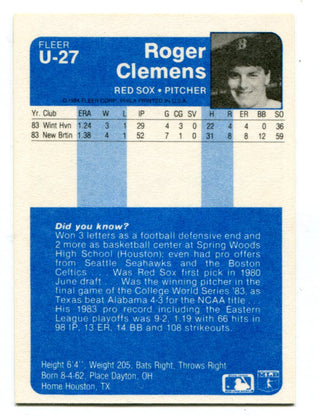 FLEER
U-27
Roger
Clemens
RED SOX • PITCHER
© 1984 FLEER CORP. PHILA PRINTED IN U.S.A.
Yr. Club ERA W L IP G CG SV H R ER BB SO
83 Wint Hvn 1.24 3 1 29 4 3 0 22 4 4 0 36
83 New Brtin 1.38 4 1 52 7 1 0 31 8 8 12 59
Did you know?
Won 3 letters as a football defensive end and
2 more as basketball center at Spring Woods
High School (Houston); even had pro offers
from Seattle Seahawks and the Boston
Celtics . . . Was Red Sox first pick in 1980
June draft . . Was the winning pitcher in the
final game of the College World Series '83, as
Texas beat Alabama 4-3 for the NCAA title . . .
His 1983 pro record including the Eastern
League playoffs was 9-2, 1.19 with 66 hits in
98 IP, 13 ER, 14 BB and 108 strikeouts.
Height 6'4", Weight 205, Bats Right, Throws Right
Born 8-4-62, Place Dayton, OH
Home Houston, TX